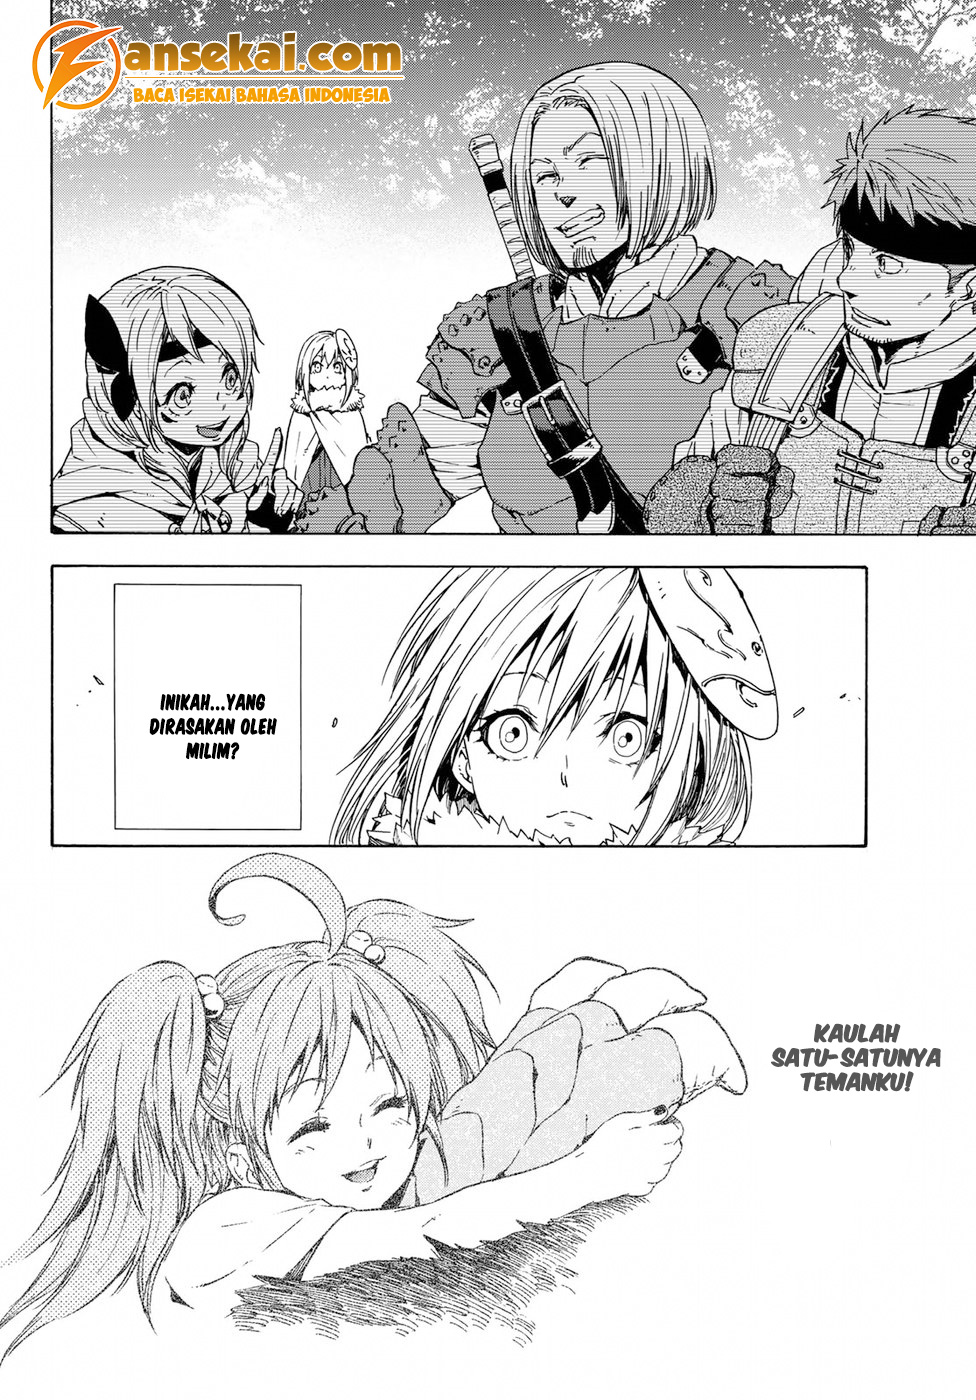 ansekai.com
BACA ISEKAI BAHASA INDONESIA
INIKAH...YANG
DIRASAKAN OLEH
MILIM?
KAULAH
SATU-SATUNYA
TEMANKU!